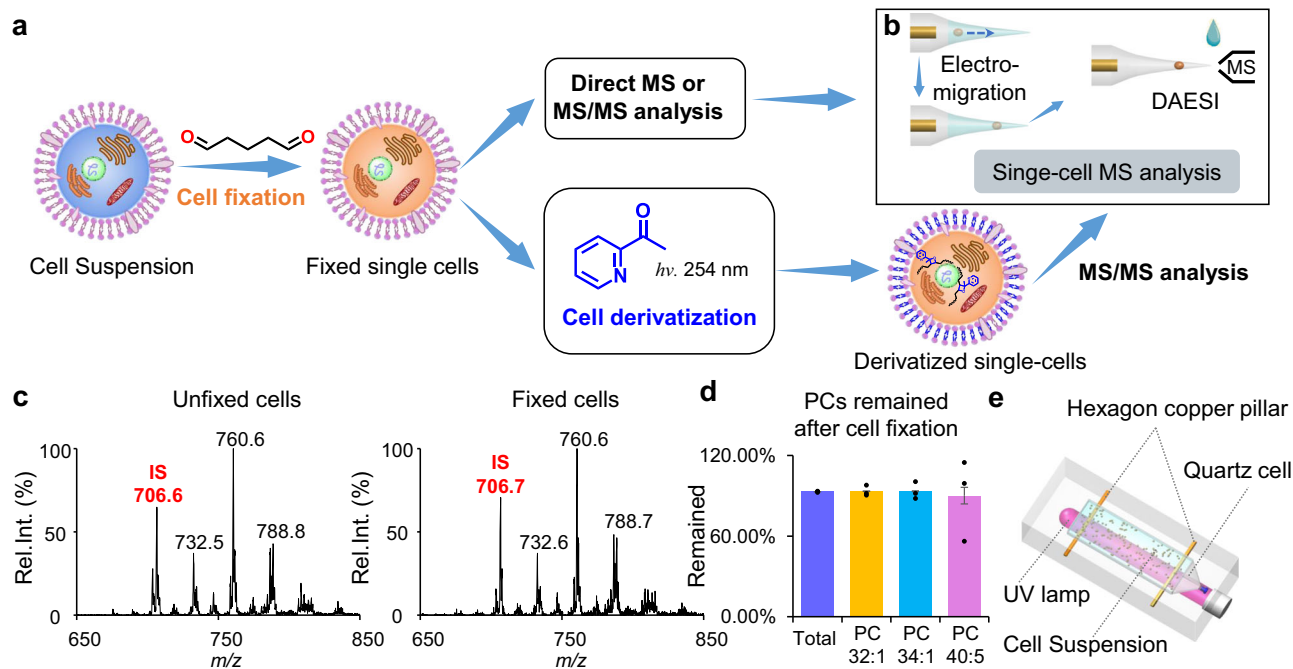 a
O
O
Cell fixation
Cell Suspension
Fixed single cells
Direct MS or
MS/MS analysis
O
N
hv. 254 nm
Cell derivatization
b
Electro-
migration
MS
DAESI
Singe-cell MS analysis
MS/MS analysis
Derivatized single-cells
c
Unfixed cells
Rel.Int. (%)
100
50
0
IS
706.6
732.5
760.6
788.8
650
750
850
m/z
Fixed cells
Rel.Int. (%)
100
50
0
IS
706.7
732.6
760.6
788.7
650
750
850
m/z
d
PCs remained
after cell fixation
Remained
120.00%
60.00%
0.00%
Total
PC
32:1
PC
34:1
PC
40:5
e
Hexagon copper pillar
Quartz cell
UV lamp
Cell Suspension